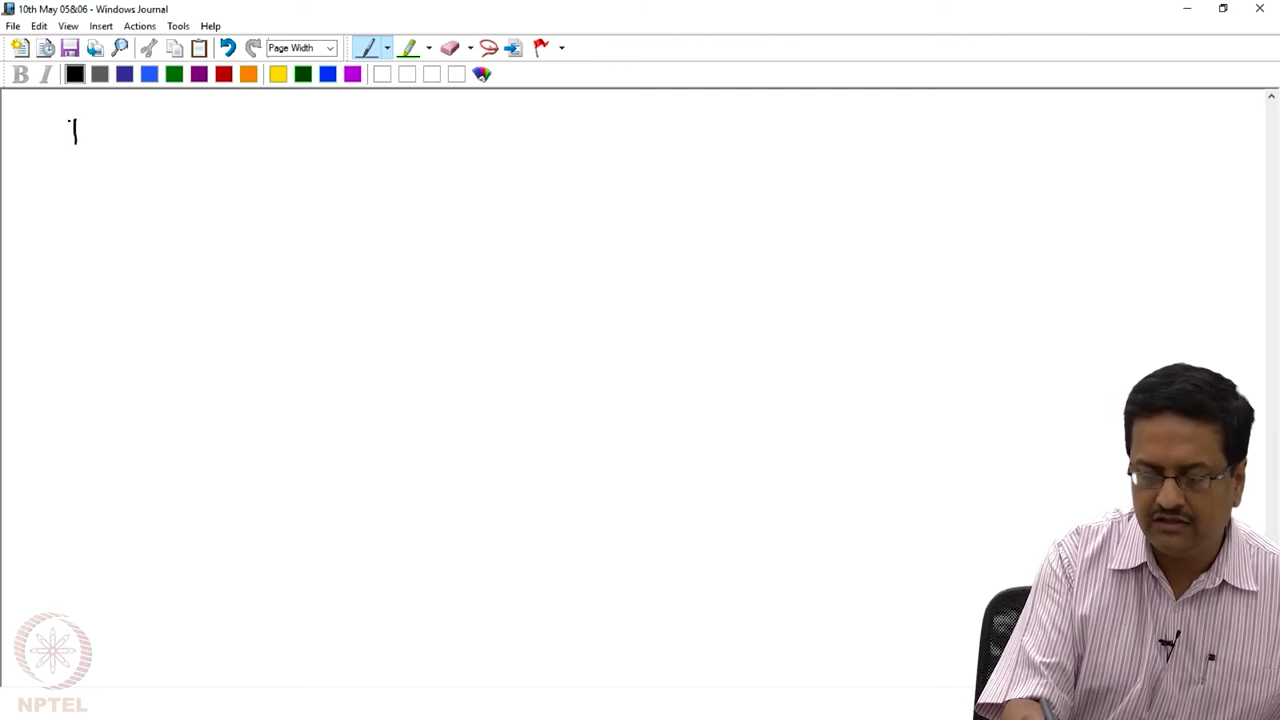 10th May 05&06 - Windows Journal
File Edit View Insert Actions Tools Help
Page Width
B I
NPTEL